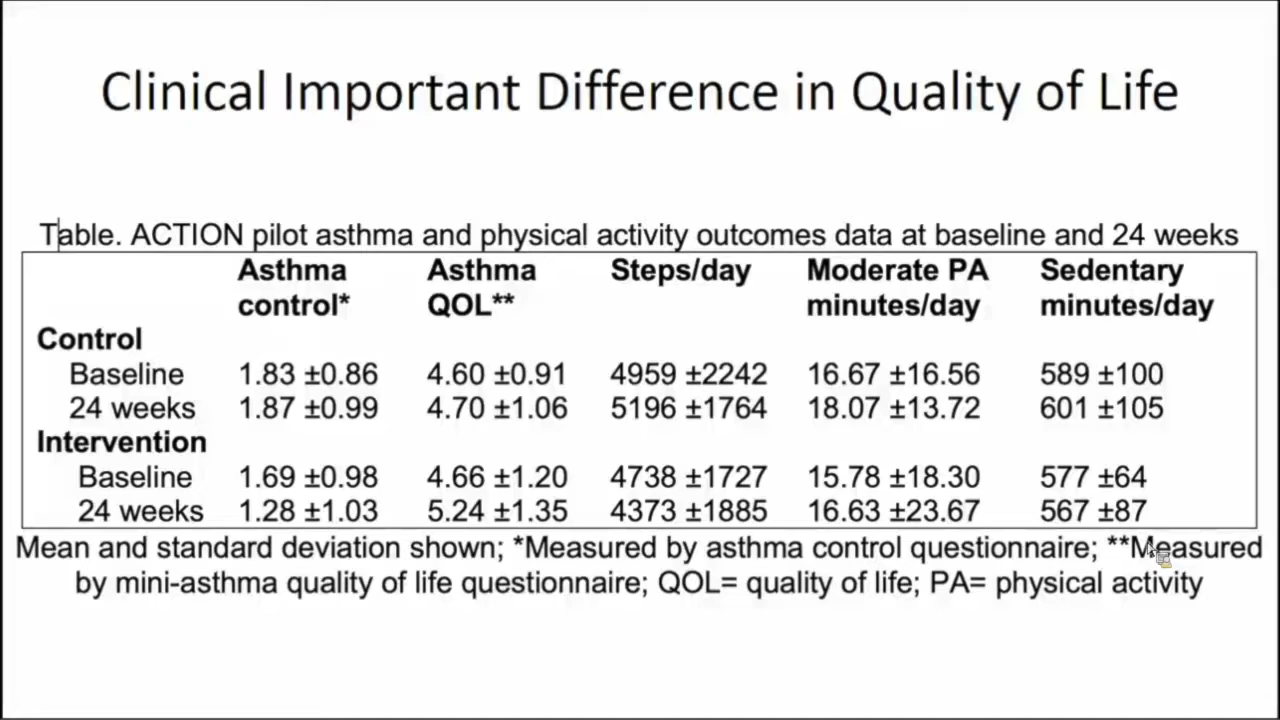 Clinical Important Difference in Quality of Life
Table. ACTION pilot asthma and physical activity outcomes data at baseline and 24 weeks
Asthma control* Asthma QOL** Steps/day Moderate PA minutes/day Sedentary minutes/day
Control
Baseline 1.83 ±0.86 4.60 ±0.91 4959 ±2242 16.67 ±16.56 589 ±100
24 weeks 1.87 ±0.99 4.70 ±1.06 5196 ±1764 18.07 ±13.72 601 ±105
Intervention
Baseline 1.69 ±0.98 4.66 ±1.20 4738 ±1727 15.78 ±18.30 577 ±64
24 weeks 1.28 ±1.03 5.24 ±1.35 4373 ±1885 16.63 ±23.67 567 ±87
Mean and standard deviation shown; *Measured by asthma control questionnaire; **Measured
by mini-asthma quality of life questionnaire; QOL= quality of life; PA= physical activity